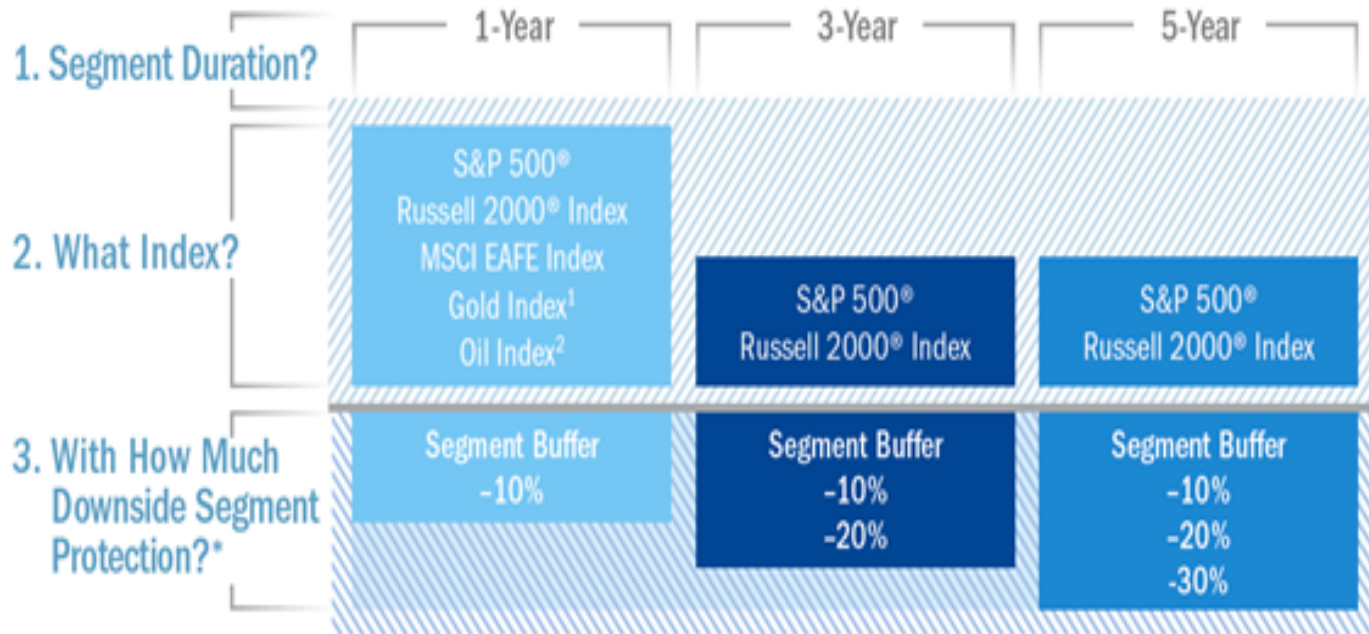 1-Year
3-Year
5-Year
1. Segment Duration?
2. What Index?
S&P 500®
Russell 2000® Index
MSCI EAFE Index
Gold Index¹
Oil Index²
S&P 500®
Russell 2000® Index
S&P 500®
Russell 2000® Index
3. With How Much
Downside Segment
Protection?*
Segment Buffer
–10%
Segment Buffer
–10%
–20%
Segment Buffer
–10%
–20%
-30%